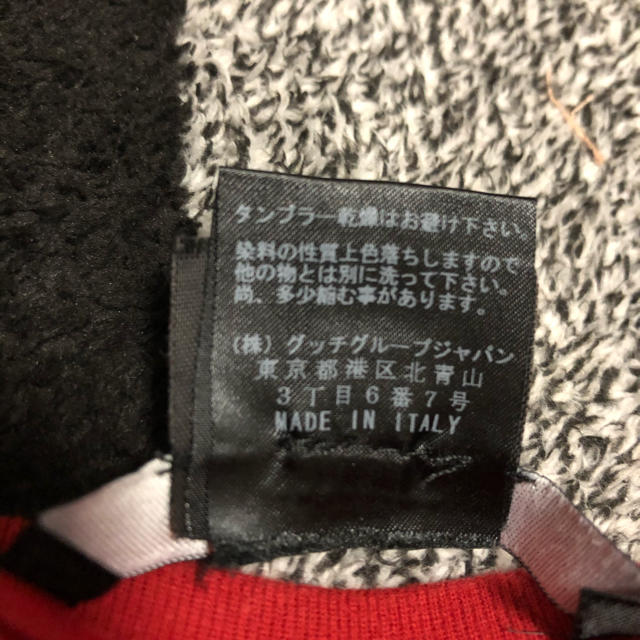 タンブラー乾燥はお避け下さい
染料の性質上色落ちしますので
他の物とは別に洗って下さい。
尚、多少縮む事があります。
(株) グッチグループジャパン
東京都港区北青山
3丁目6番7号
MADE IN ITALY